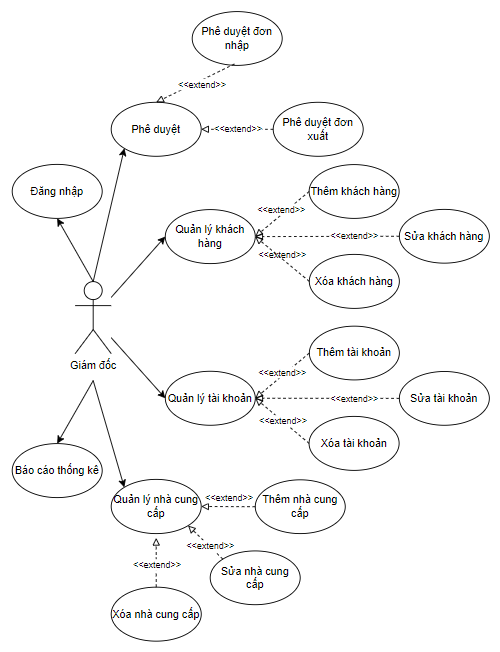 Phê duyệt đơn
nhập
<<extend>>
Phê duyệt
<<extend>>
Phê duyệt đơn
xuất
Đăng nhập
Thêm khách hàng
<<extend>>
Quản lý khách
hàng
<<extend>>
Sửa khách hàng
<<extend>>
Xóa khách hàng
Giám đốc
Thêm tài khoản
<<extend>>
Quản lý tài khoản
<<extend>>
Sửa tài khoản
<<extend>>
Xóa tài khoản
Báo cáo thống kê
Quản lý nhà cung
cấp
<<extend>>
Thêm nhà cung
cấp
<<extend>>
Sửa nhà cung
cấp
<<extend>>
Xóa nhà cung cấp